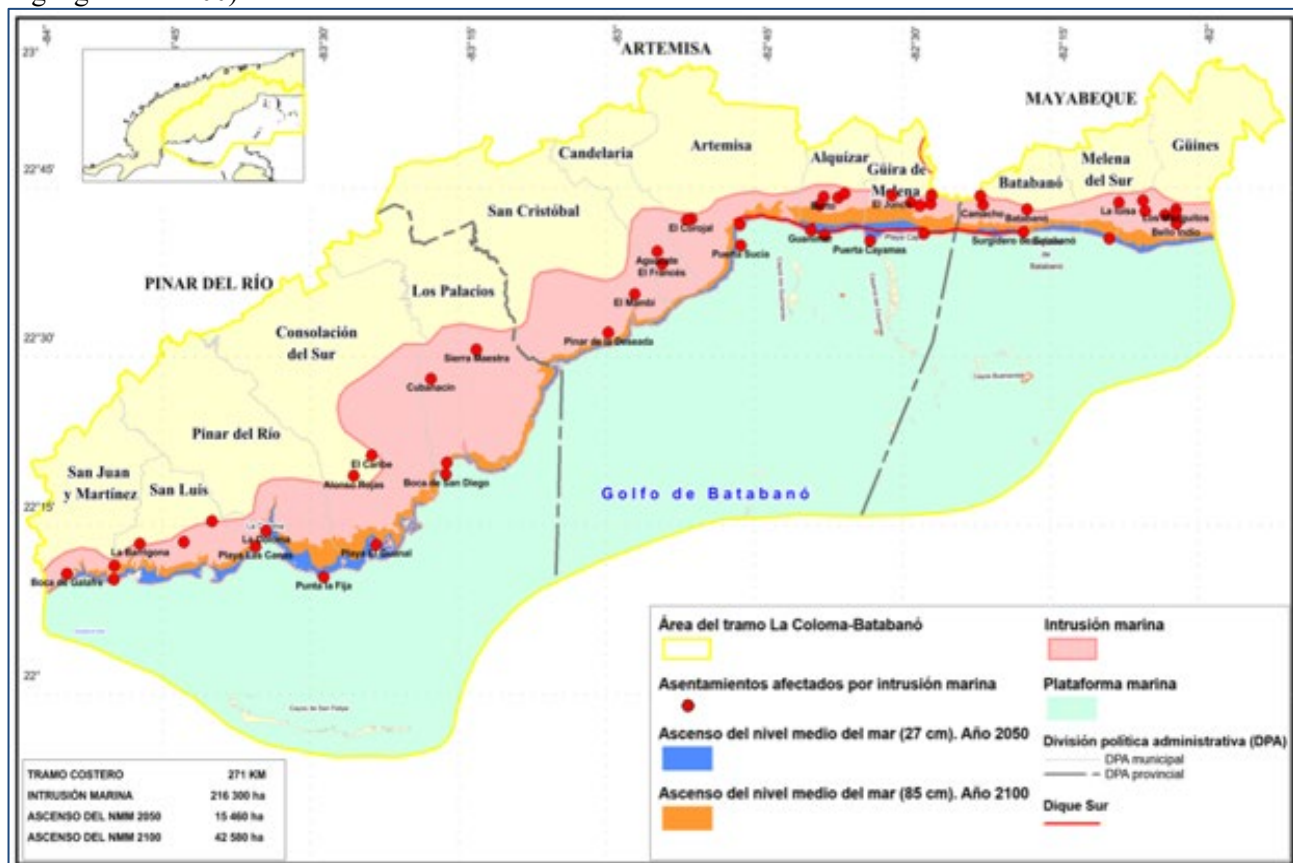 -84
45
-83°30
-83°15
-83
-82°45
-82°30
-82°15
-82
23°
22°45
22°30
22°15
22°
ARTEMISA
MAYABEQUE
PINAR DEL RÍO
Candelaria
Artemisa
Alquízar
Güira de
Melena
Batabanó
Melena
del Sur
Güines
San Cristóbal
Los Palacios
Consolación
del Sur
Pinar del Río
San Luis
San Juan
y Martínez
El Corojal
Aguacate
El Francés
El Mambí
Pinar de la Deseada
Puerta Sucia
Puerta Cayamas
Camacho
Batabanó
Bello Indio
Sierra Maestra
Cubanacín
El Caribe
Alonso Rojas
Boca de San Diego
La Coloma
Playa Las Canas
Playa El Guanal
Punta la Fija
La Barrigona
Boca de Galafre
Golfo de Batabanó
Cayos de San Felipe
Área del tramo La Coloma-Batabanó
Asentamientos afectados por intrusión marina
Ascenso del nivel medio del mar (27 cm). Año 2050
Ascenso del nivel medio del mar (85 cm). Año 2100
Intrusión marina
Plataforma marina
División política administrativa (DPA)
DPA municipal
DPA provincial
Dique Sur
TRAMO COSTERO 271 KM
INTRUSIÓN MARINA 216 300 ha
ASCENSO DEL NMM 2050 15 460 ha
ASCENSO DEL NMM 2100 42 580 ha